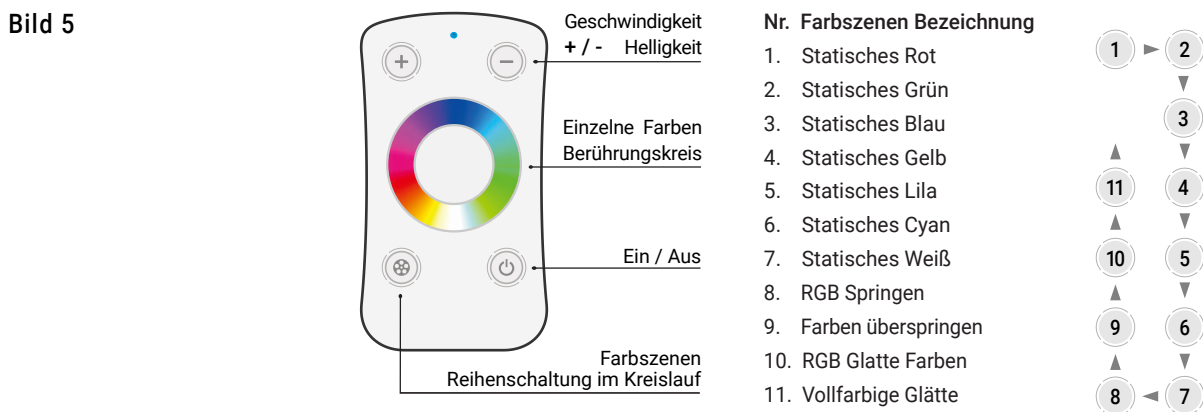 Bild 5
Geschwindigkeit
+ / - Helligkeit
Einzelne Farben
Berührungskreis
Ein / Aus
Farbszenen
Reihenschaltung im Kreislauf
Nr. Farbszenen Bezeichnung
1. Statisches Rot
2. Statisches Grün
3. Statisches Blau
4. Statisches Gelb
5. Statisches Lila
6. Statisches Cyan
7. Statisches Weiß
8. RGB Springen
9. Farben überspringen
10. RGB Glatte Farben
11. Vollfarbige Glätte
1 2
3
11 4
10 5
9 6
8 7